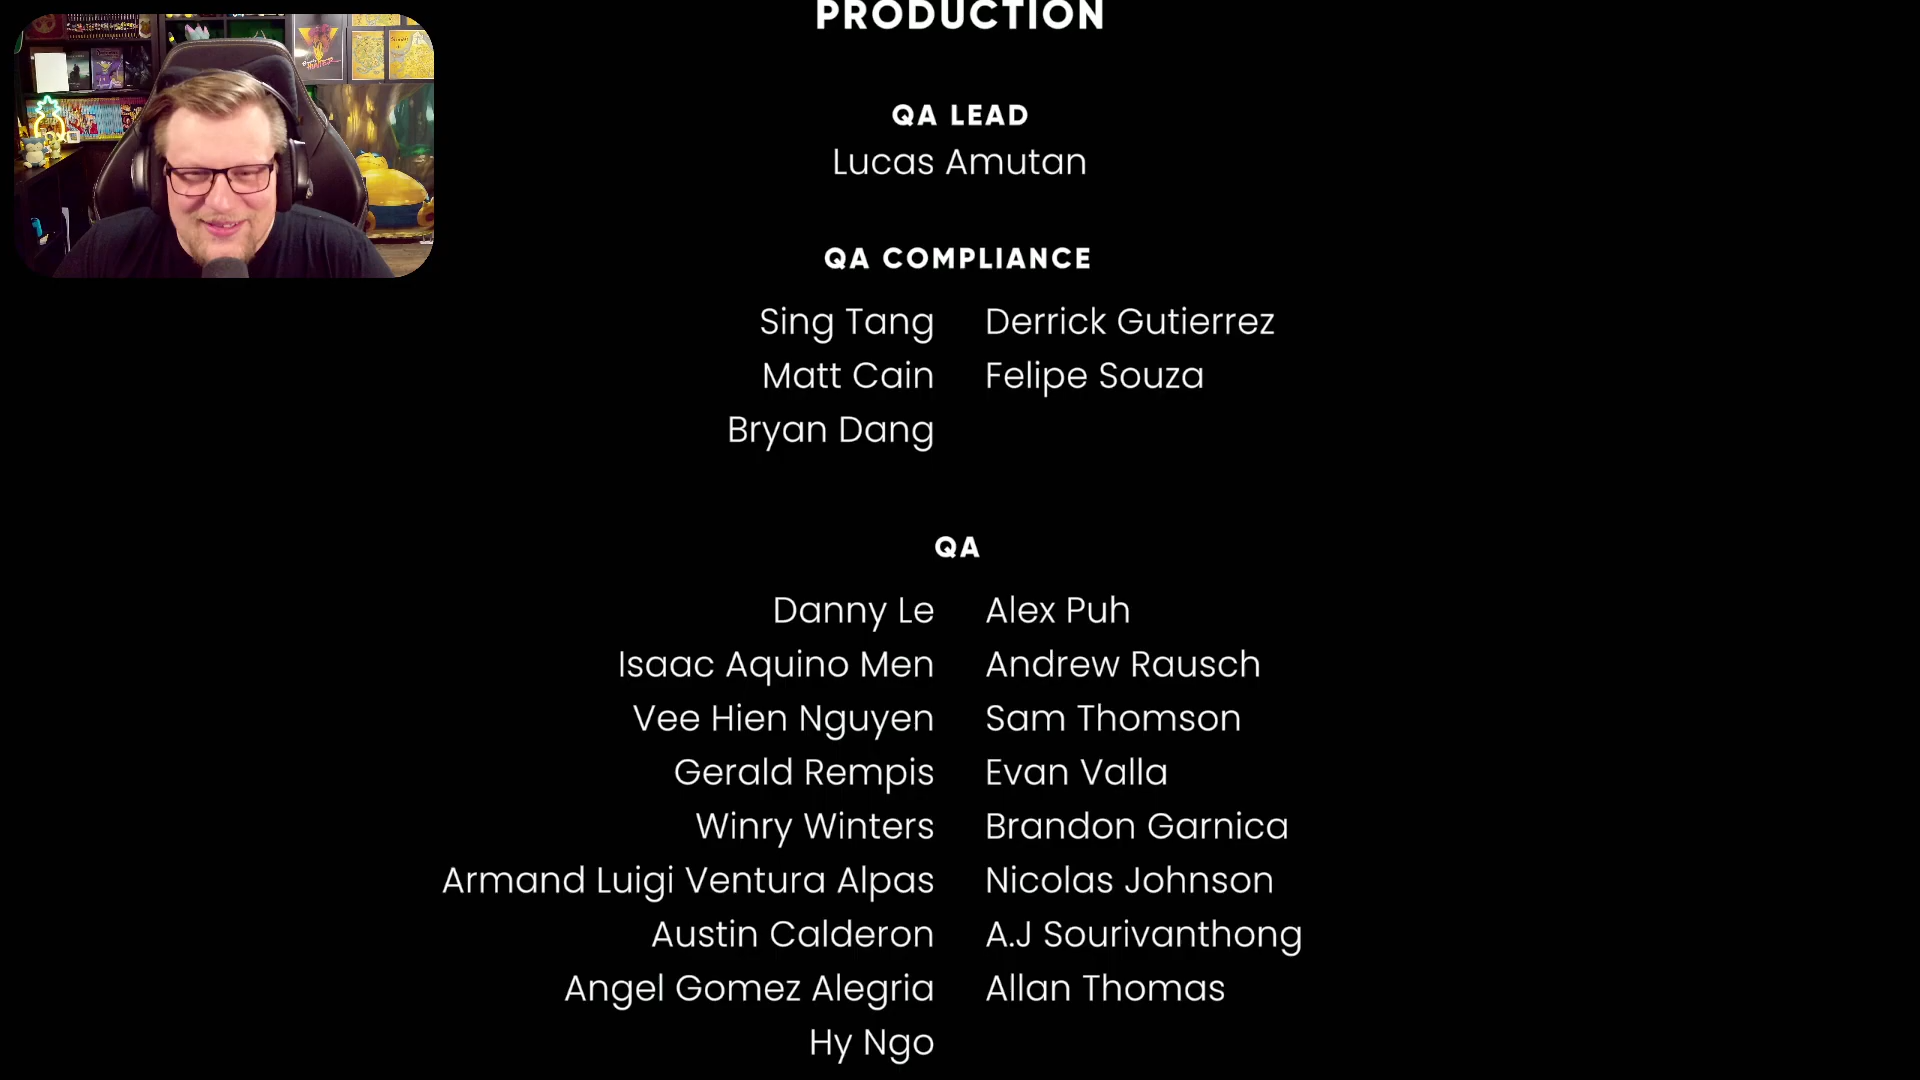 PRODUCTION
QA LEAD
Lucas Amutan
QA COMPLIANCE
Sing Tang Derrick Gutierrez
Matt Cain Felipe Souza
Bryan Dang
QA
Danny Le Alex Puh
Isaac Aquino Men Andrew Rausch
Vee Hien Nguyen Sam Thomson
Gerald Rempis Evan Valla
Winry Winters Brandon Garnica
Armand Luigi Ventura Alpas Nicolas Johnson
Austin Calderon A.J Sourivanthong
Angel Gomez Alegria Allan Thomas
Hy Ngo